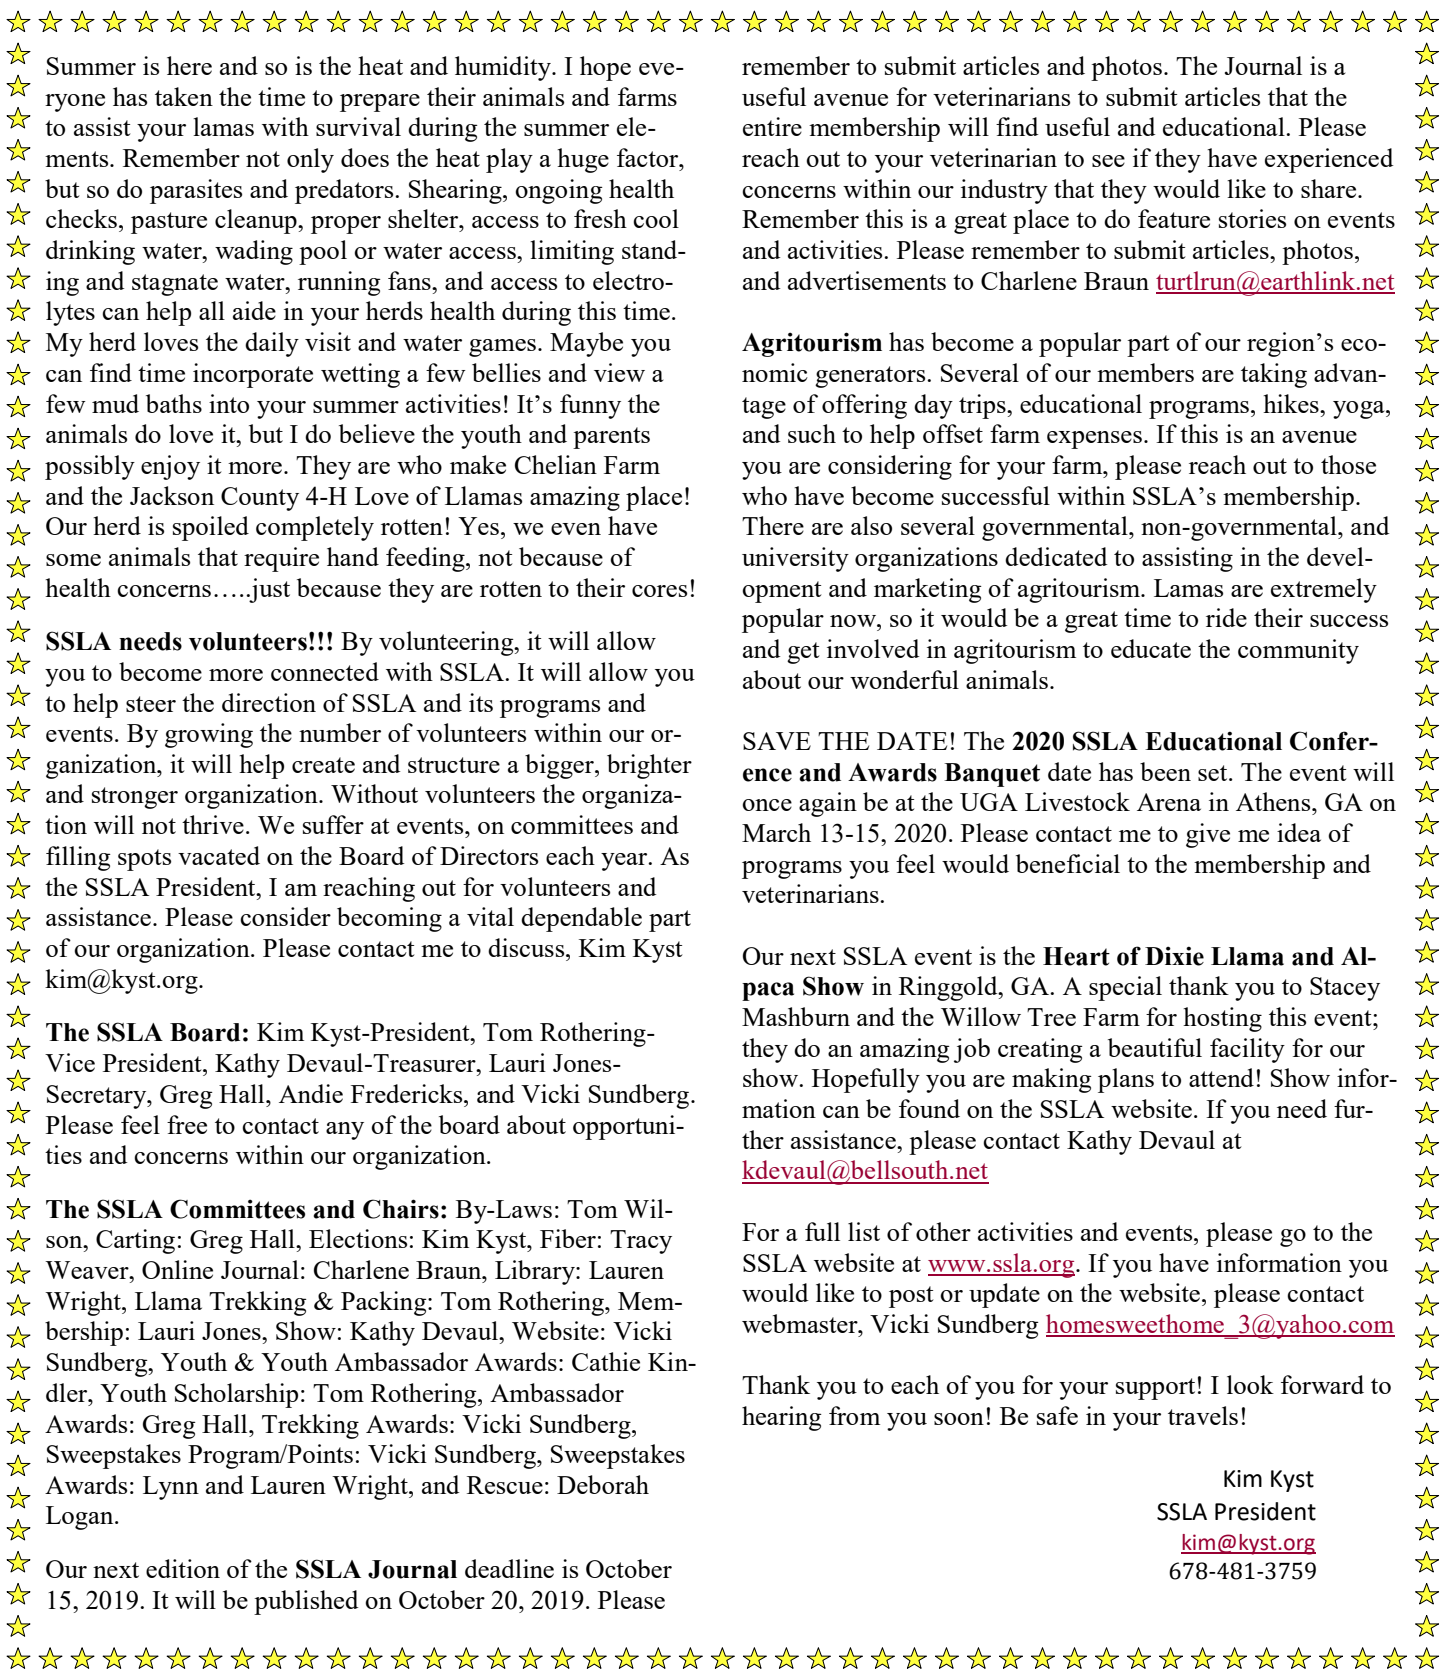 Summer is here and so is the heat and humidity. I hope eve-
ryone has taken the time to prepare their animals and farms
to assist your lamas with survival during the summer ele-
ments. Remember not only does the heat play a huge factor,
but so do parasites and predators. Shearing, ongoing health
checks, pasture cleanup, proper shelter, access to fresh cool
drinking water, wading pool or water access, limiting stand-
ing and stagnate water, running fans, and access to electro-
lytes can help all aide in your herds health during this time.
My herd loves the daily visit and water games. Maybe you
can find time incorporate wetting a few bellies and view a
few mud baths into your summer activities! It’s funny the
animals do love it, but I do believe the youth and parents
possibly enjoy it more. They are who make Chelian Farm
and the Jackson County 4-H Love of Llamas amazing place!
Our herd is spoiled completely rotten! Yes, we even have
some animals that require hand feeding, not because of
health concerns…..just because they are rotten to their cores!
SSLA needs volunteers!!! By volunteering, it will allow
you to become more connected with SSLA. It will allow you
to help steer the direction of SSLA and its programs and
events. By growing the number of volunteers within our or-
ganization, it will help create and structure a bigger, brighter
and stronger organization. Without volunteers the organiza-
tion will not thrive. We suffer at events, on committees and
filling spots vacated on the Board of Directors each year. As
the SSLA President, I am reaching out for volunteers and
assistance. Please consider becoming a vital dependable part
of our organization. Please contact me to discuss, Kim Kyst
kim@kyst.org.
The SSLA Board: Kim Kyst-President, Tom Rothering-
Vice President, Kathy Devaul-Treasurer, Lauri Jones-
Secretary, Greg Hall, Andie Fredericks, and Vicki Sundberg.
Please feel free to contact any of the board about opportuni-
ties and concerns within our organization.
The SSLA Committees and Chairs: By-Laws: Tom Wil-
son, Carting: Greg Hall, Elections: Kim Kyst, Fiber: Tracy
Weaver, Online Journal: Charlene Braun, Library: Lauren
Wright, Llama Trekking & Packing: Tom Rothering, Mem-
bership: Lauri Jones, Show: Kathy Devaul, Website: Vicki
Sundberg, Youth & Youth Ambassador Awards: Cathie Kin-
dler, Youth Scholarship: Tom Rothering, Ambassador
Awards: Greg Hall, Trekking Awards: Vicki Sundberg,
Sweepstakes Program/Points: Vicki Sundberg, Sweepstakes
Awards: Lynn and Lauren Wright, and Rescue: Deborah
Logan.
Our next edition of the SSLA Journal deadline is October
15, 2019. It will be published on October 20, 2019. Please
remember to submit articles and photos. The Journal is a
useful avenue for veterinarians to submit articles that the
entire membership will find useful and educational. Please
reach out to your veterinarian to see if they have experienced
concerns within our industry that they would like to share.
Remember this is a great place to do feature stories on events
and activities. Please remember to submit articles, photos,
and advertisements to Charlene Braun turtlrun@earthlink.net
Agritourism has become a popular part of our region’s eco-
nomic generators. Several of our members are taking advan-
tage of offering day trips, educational programs, hikes, yoga,
and such to help offset farm expenses. If this is an avenue
you are considering for your farm, please reach out to those
who have become successful within SSLA’s membership.
There are also several governmental, non-governmental, and
university organizations dedicated to assisting in the devel-
opment and marketing of agritourism. Lamas are extremely
popular now, so it would be a great time to ride their success
and get involved in agritourism to educate the community
about our wonderful animals.
SAVE THE DATE! The 2020 SSLA Educational Confer-
ence and Awards Banquet date has been set. The event will
once again be at the UGA Livestock Arena in Athens, GA on
March 13-15, 2020. Please contact me to give me idea of
programs you feel would beneficial to the membership and
veterinarians.
Our next SSLA event is the Heart of Dixie Llama and Al-
paca Show in Ringgold, GA. A special thank you to Stacey
Mashburn and the Willow Tree Farm for hosting this event;
they do an amazing job creating a beautiful facility for our
show. Hopefully you are making plans to attend! Show infor-
mation can be found on the SSLA website. If you need fur-
ther assistance, please contact Kathy Devaul at
kdevaul@bellsouth.net
For a full list of other activities and events, please go to the
SSLA website at www.ssla.org. If you have information you
would like to post or update on the website, please contact
webmaster, Vicki Sundberg homesweethome_3@yahoo.com
Thank you to each of you for your support! I look forward to
hearing from you soon! Be safe in your travels!
Kim Kyst
SSLA President
kim@kyst.org
678-481-3759